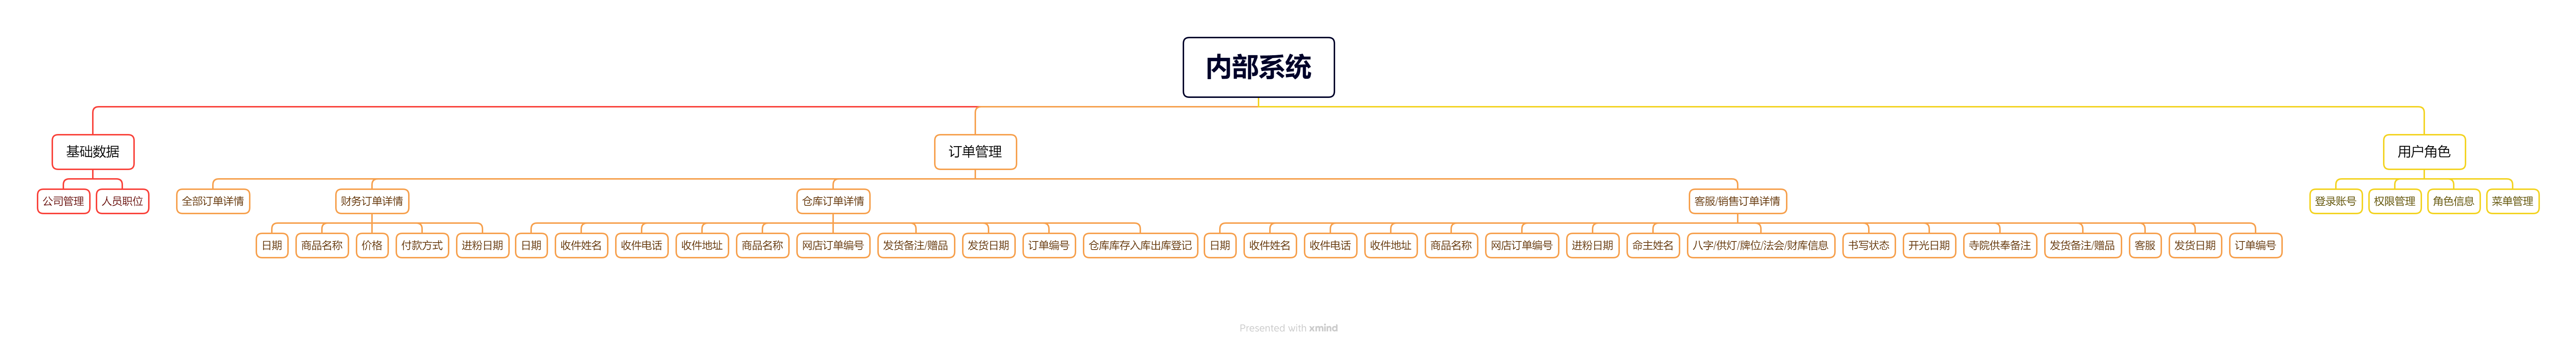 内部系统
基础数据
订单管理
用户角色
公司管理
人员职位
全部订单详情
财务订单详情
仓库订单详情
客服/销售订单详情
登录账号
权限管理
角色信息
菜单管理
日期
商品名称
价格
付款方式
进粉日期
日期
收件姓名
收件电话
收件地址
商品名称
网店订单编号
发货备注/赠品
发货日期
订单编号
仓库库存入库出库登记
日期
收件姓名
收件电话
收件地址
商品名称
网店订单编号
进粉日期
命主姓名
八字/供灯/牌位/法会/财库信息
书写状态
开光日期
寺院供奉备注
发货备注/赠品
客服
发货日期
订单编号
Presented with xmind